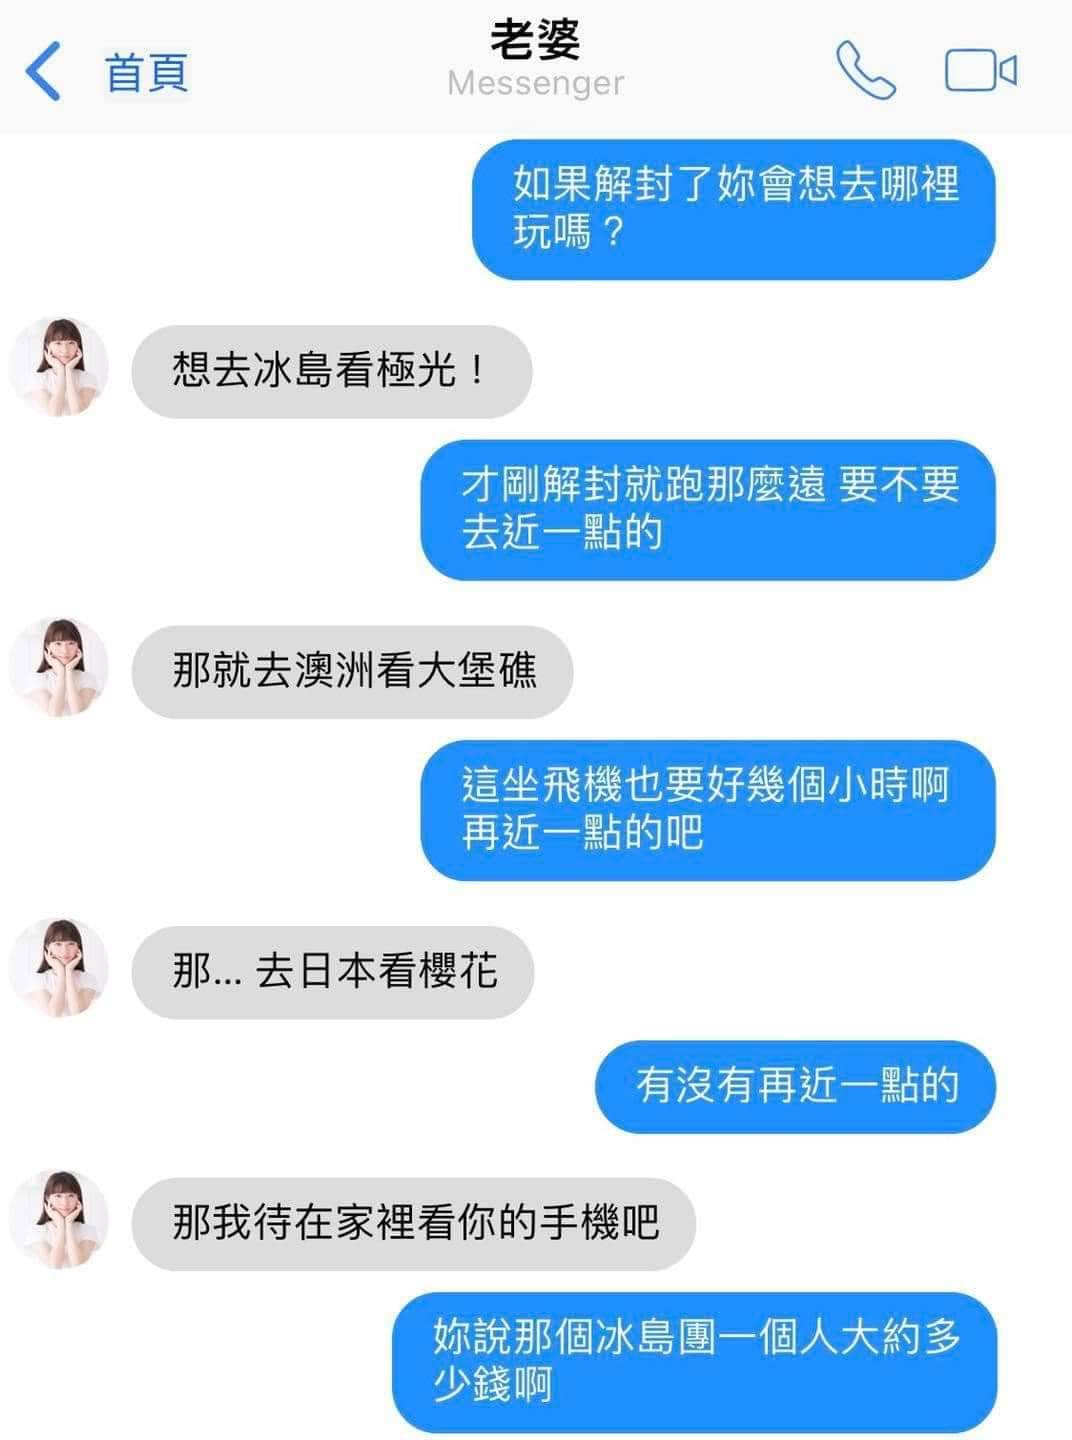 老婆
首頁
Messenger
如果解封了妳會想去哪裡
玩嗎？
想去冰島看極光！
才剛解封就跑那麼遠 要不要
去近一點的
那就去澳洲看大堡礁
這坐飛機也要好幾個小時啊
再近一點的吧
那... 去日本看櫻花
有沒有再近一點的
那我待在家裡看你的手機吧
妳說那個冰島團一個人大約多
少錢啊